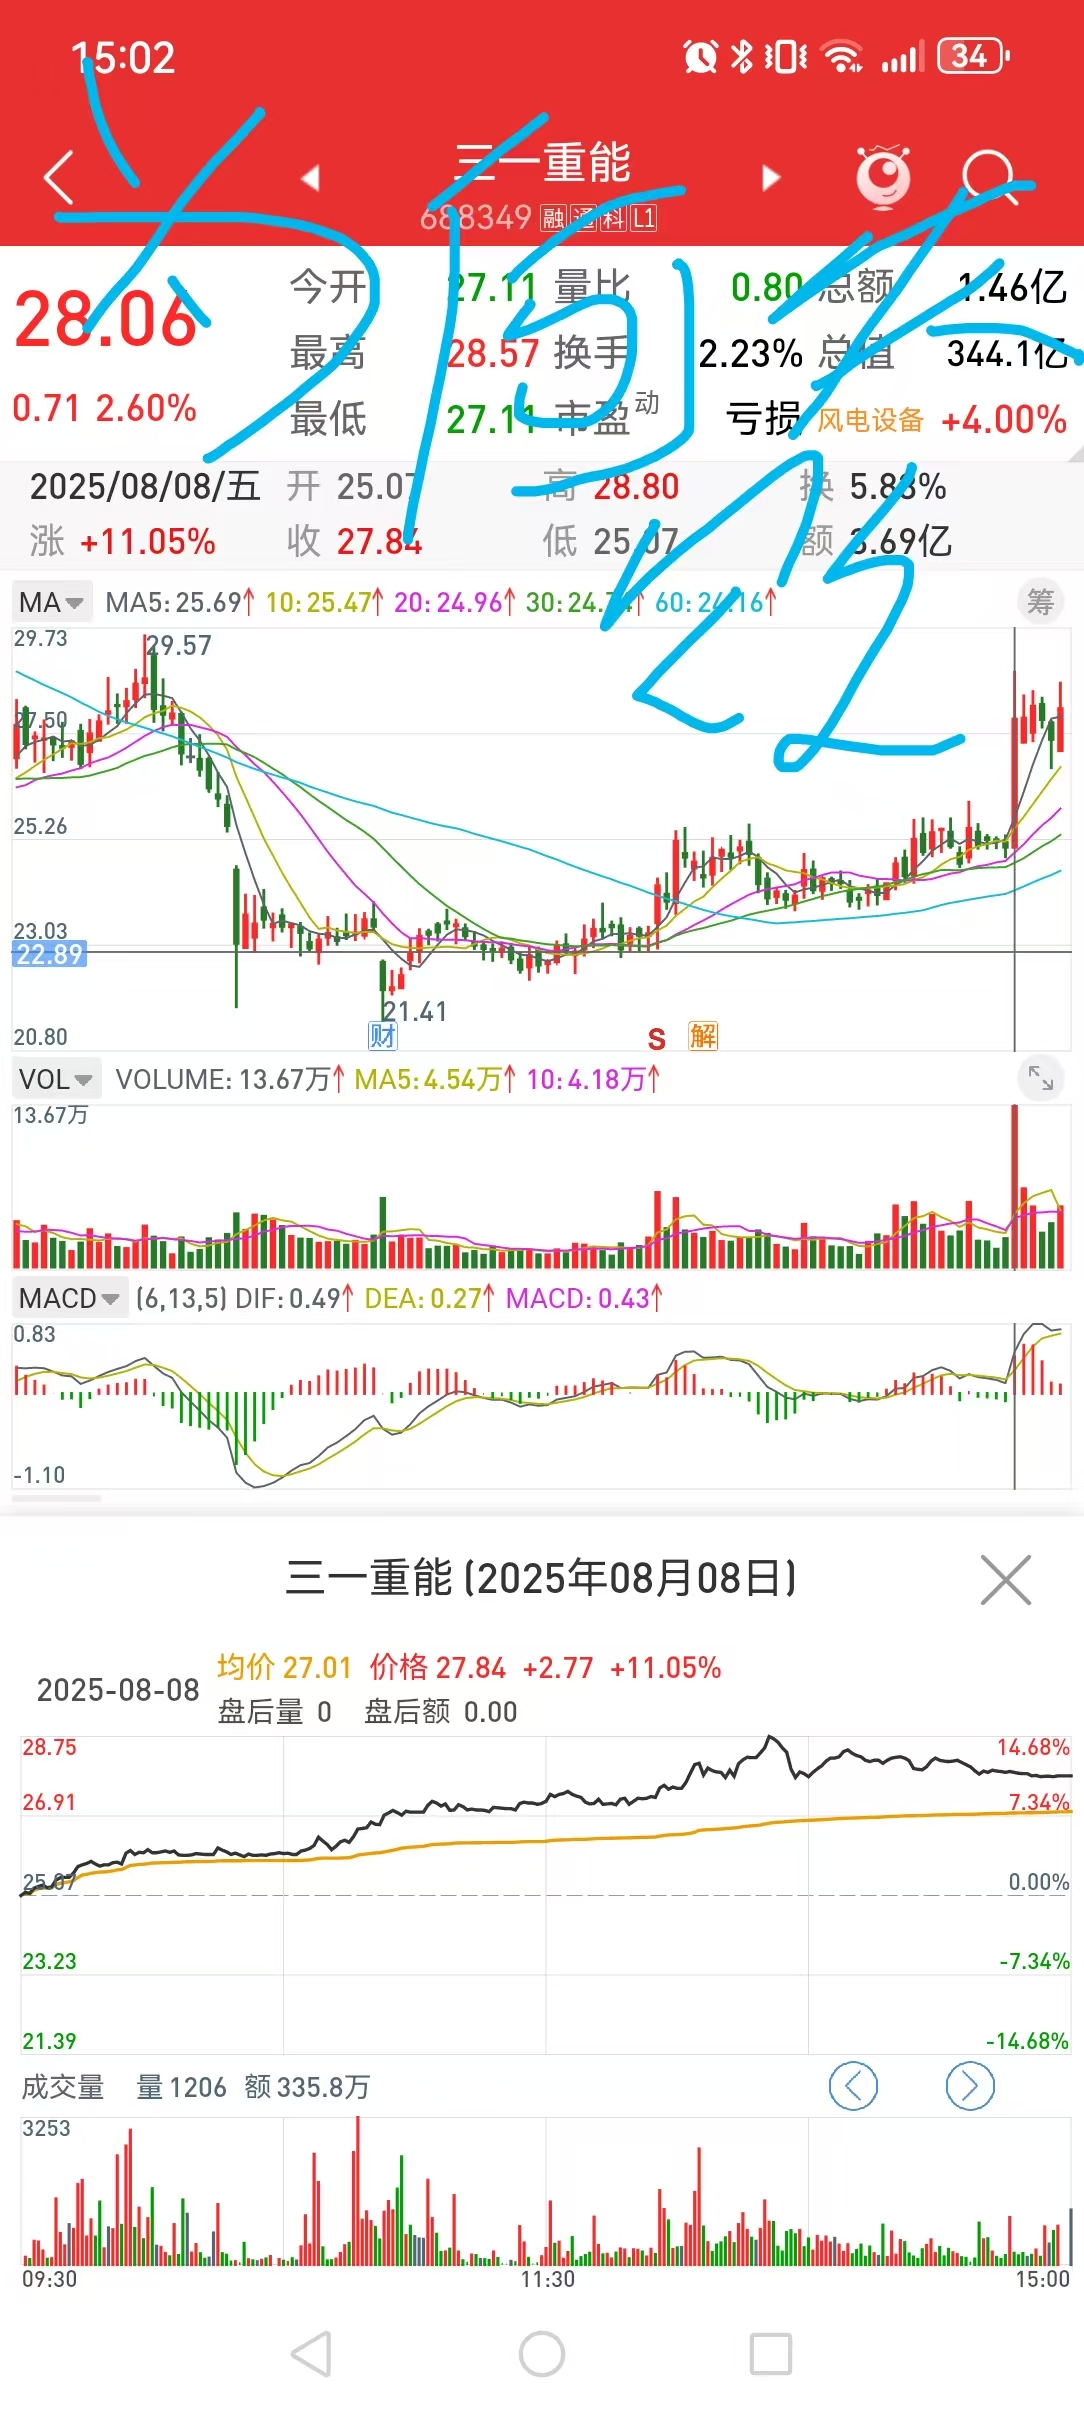 15:02 34
三一重能
688349 融 通 科 L1
28.06 今开 27.11 量比 0.80 总额 1.46亿
最高 28.57 换手 2.23% 总值 344.1亿
0.71 2.60% 最低 27.11 市盈动 亏损 风电设备 +4.00%
2025/08/08/五 开 25.07 高 28.80 换 5.83%
涨 +11.05% 收 27.84 低 25.07 额 3.69亿
MA MA5:25.69↑ 10:25.47↑ 20:24.96↑ 30:24.74↑ 60:24.16↑ 筹
29.73
29.57
27.50
25.26
23.03
22.89
21.41
20.80 财 S 解
VOL VOLUME:13.67万↑ MA5:4.54万↑ 10:4.18万↑
13.67万
MACD (6,13,5) DIF:0.49↑ DEA:0.27↑ MACD:0.43↑
0.83
-1.10
三一重能 (2025年08月08日)
2025-08-08 均价 27.01 价格 27.84 +2.77 +11.05%
盘后量 0 盘后额 0.00
28.75 14.68%
26.91 7.34%
25.07 0.00%
23.23 -7.34%
21.39 -14.68%
成交量 量 1206 额 335.8万
3253
09:30 11:30 15:00